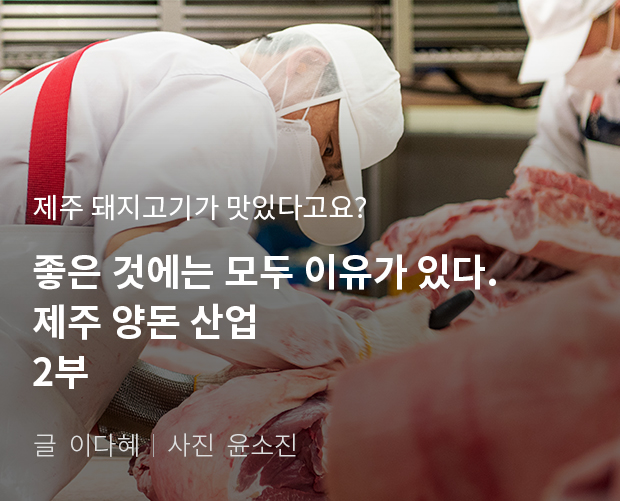 제주 돼지고기가 맛있다고요?
좋은 것에는 모두 이유가 있다.
제주 양돈 산업
2부
글 이다혜 | 사진 윤소진